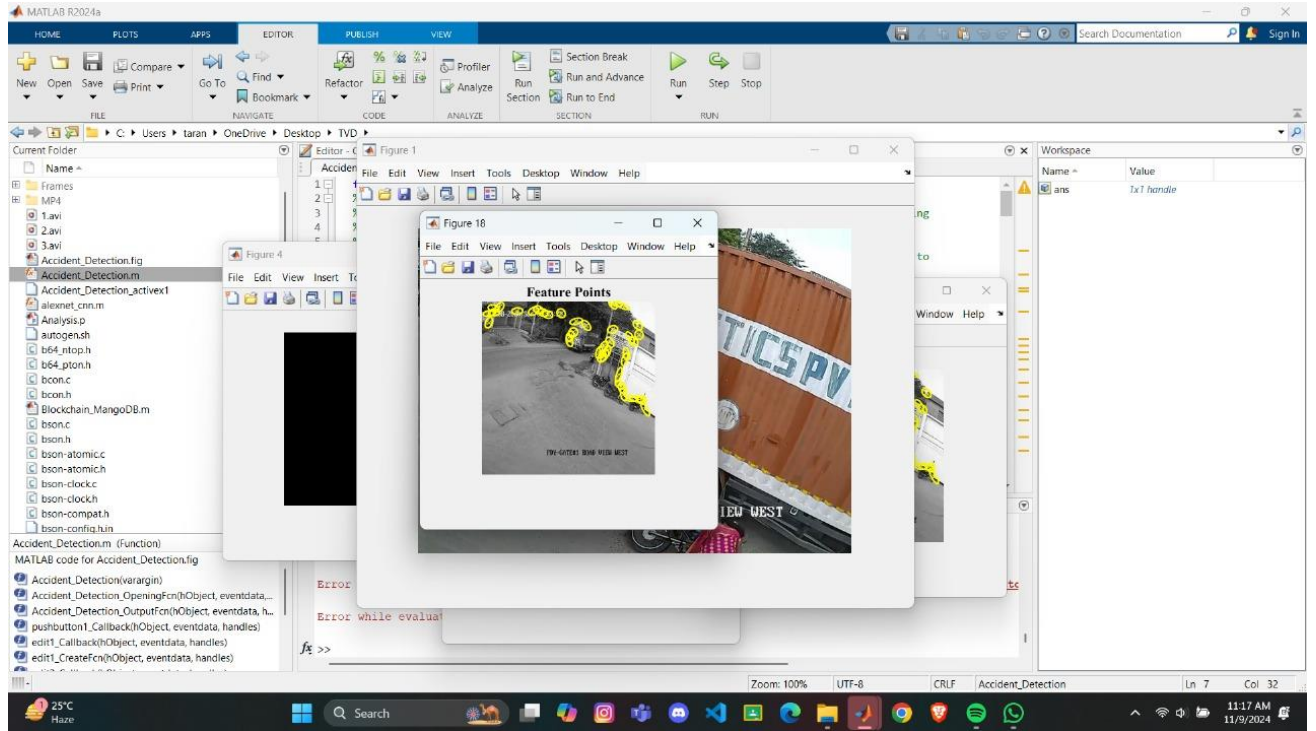 MATLAB R2024a
HOME PLOTS APPS EDITOR PUBLISH VIEW
Search Documentation
Sign In
New
Open
Save
Compare
Print
FILE
Go To
Find
Bookmark
NAVIGATE
Refactor
CODE
Profiler
Analyze
ANALYZE
Run Section
Section Break
Run and Advance
Run to End
SECTION
Run
Step
Stop
RUN
C: Users taran OneDrive Desktop TVD
Current Folder
Name
Frames
MP4
1.avi
2.avi
3.avi
Accident_Detection.fig
Accident_Detection.m
Accident_Detection_activex1
alexnet_cnn.m
Analysis.p
autogen.sh
b64_ntop.h
b64_pton.h
bcon.c
bcon.h
Blockchain_MangoDB.m
bson.c
bson.h
bson-atomic.c
bson-atomic.h
bson-clock.c
bson-clock.h
bson-compat.h
bson-config.h.in
Accident_Detection.m (Function)
MATLAB code for Accident_Detection.fig
Accident_Detection(varargin)
Accident_Detection_OpeningFcn(hObject, eventdata,...
Accident_Detection_OutputFcn(hObject, eventdata, h...
pushbutton1_Callback(hObject, eventdata, handles)
edit1_Callback(hObject, eventdata, handles)
edit1_CreateFcn(hObject, eventdata, handles)
Editor - 
Acciden
1
2
3
4
ng
to
Figure 4
File Edit View Insert
Figure 1
File Edit View Insert Tools Desktop Window Help
Figure 18
File Edit View Insert Tools Desktop Window Help
Feature Points
ROAD VIEW WEST
TICSPV
IEW WEST
Window Help
Error
Error while evaluat
fx >>
Workspace
Name Value
ans 1x1 handle
Zoom: 100% UTF-8 CRLF Accident_Detection Ln 7 Col 32
25°C
Haze
Search
11:17 AM
11/9/2024